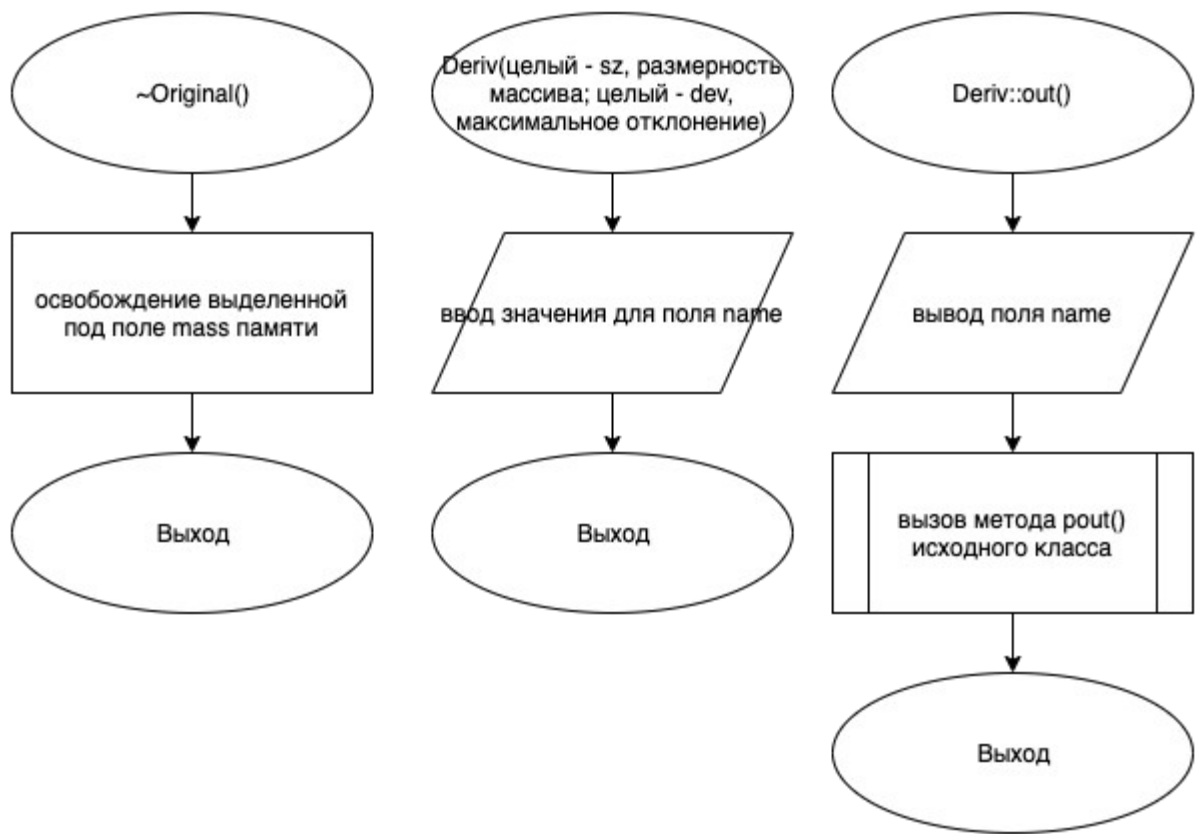 ~Original()
освобождение выделенной
под поле mass памяти
Выход
Deriv(целый - sz, размерность
массива; целый - dev,
максимальное отклонение)
ввод значения для поля name
Выход
Deriv::out()
вывод поля name
вызов метода pout()
исходного класса
Выход